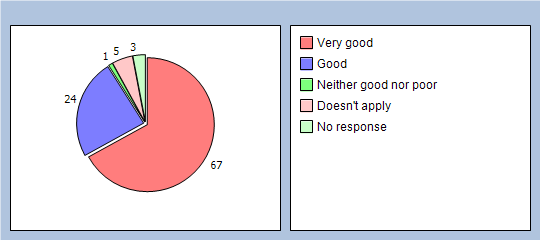 3
5
1
24
67
Very good
Good
Neither good nor poor
Doesn't apply
No response